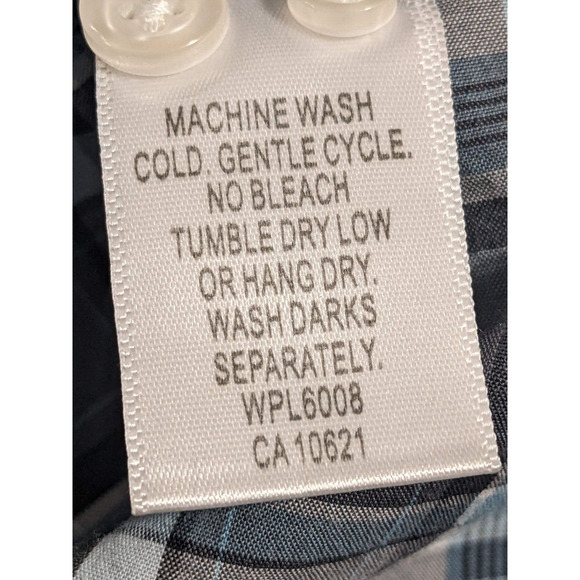 MACHINE WASH
COLD. GENTLE CYCLE.
NO BLEACH
TUMBLE DRY LOW
OR HANG DRY.
WASH DARKS
SEPARATELY.
WPL6008
CA 10621